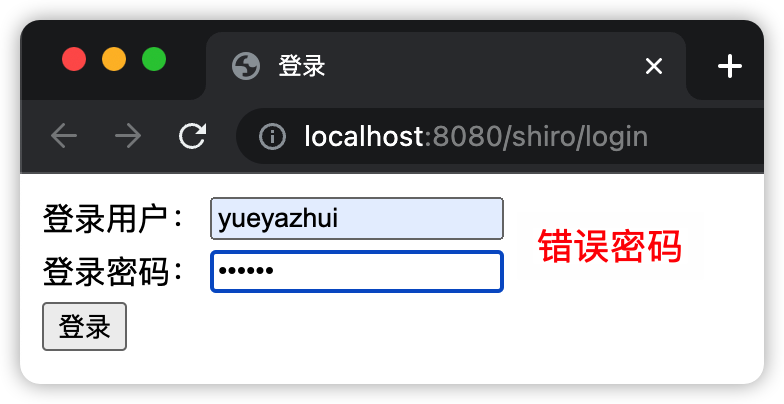 登录
localhost:8080/shiro/login
登录用户： yueyazhui
错误密码
登录密码： ••••••
登录